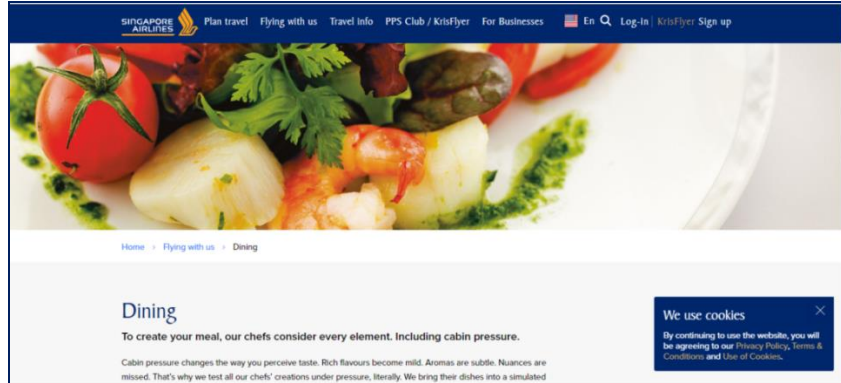 SINGAPORE
AIRLINES
Plan travel Flying with us Travel info PPS Club / KrisFlyer For Businesses En Log-in | KrisFlyer Sign up
Home > Flying with us > Dining
Dining
To create your meal, our chefs consider every element. Including cabin pressure.
Cabin pressure changes the way you perceive taste. Rich flavours become mild. Aromas are subtle. Nuances are
missed. That's why we test all our chefs' creations under pressure, literally. We bring their dishes into a simulated
We use cookies
By continuing to use the website, you will
be agreeing to our Privacy Policy, Terms &
Conditions and Use of Cookies.